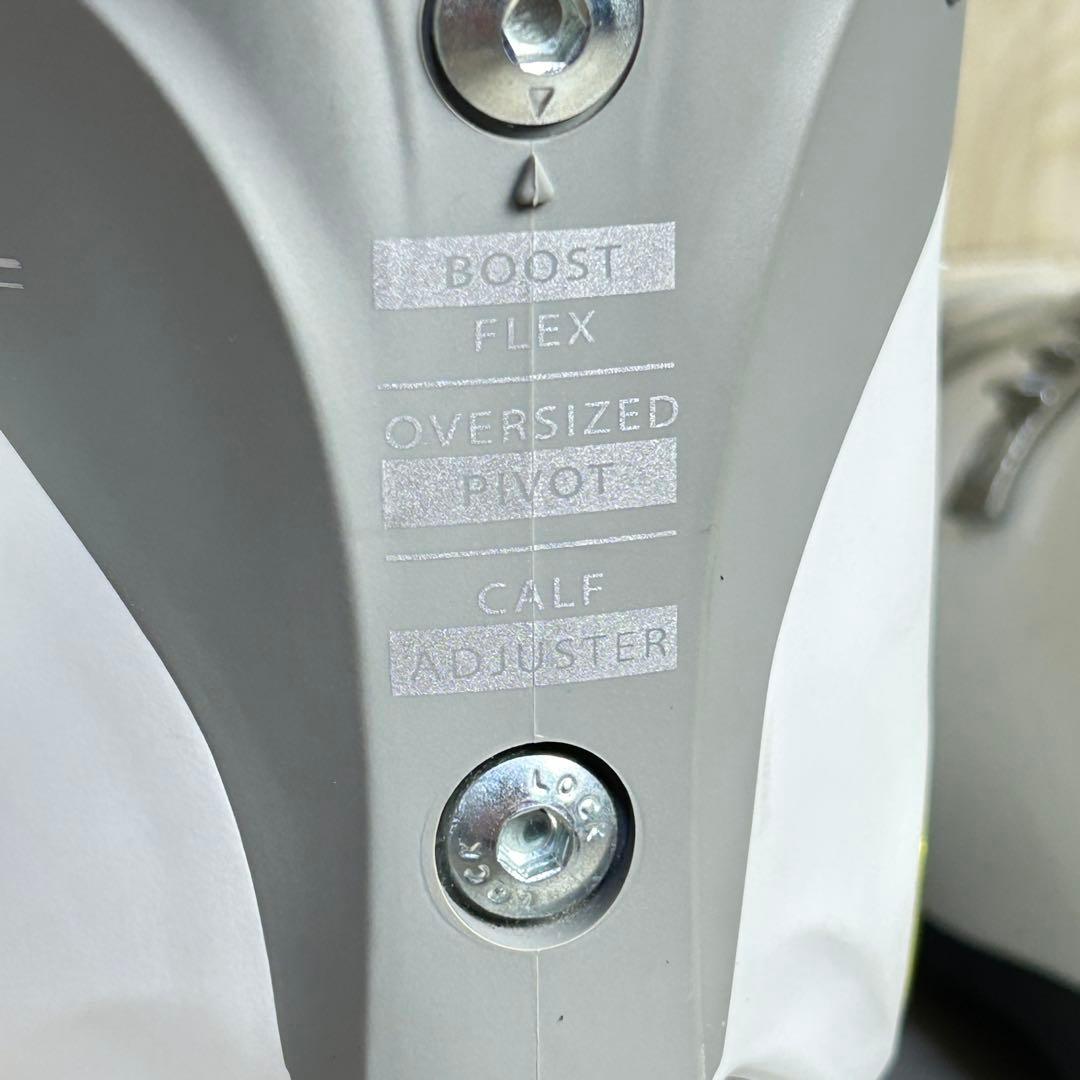 BOOST
FLEX
OVERSIZED
PIVOT
CALF
ADJUSTER
LOCK
LOCK